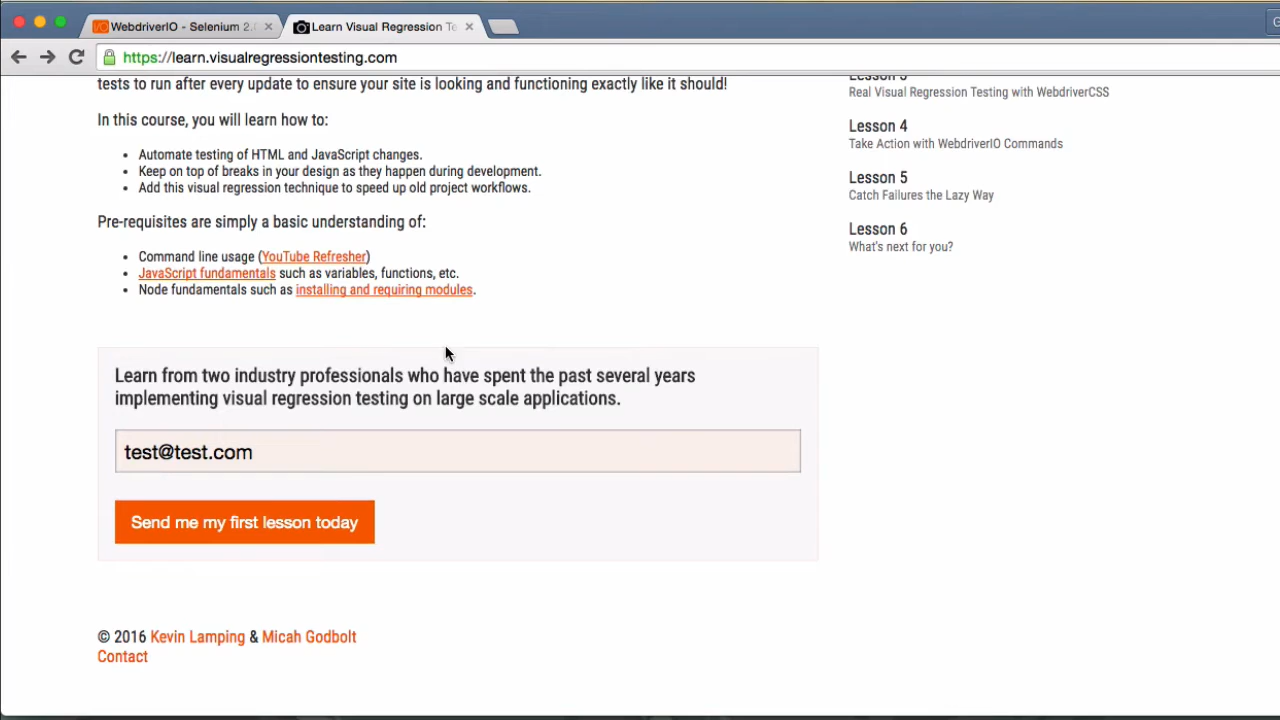 WebdriverIO - Selenium 2.
Learn Visual Regression Te
https://learn.visualregressiontesting.com
tests to run after every update to ensure your site is looking and functioning exactly like it should!
In this course, you will learn how to:
Automate testing of HTML and JavaScript changes.
Keep on top of breaks in your design as they happen during development.
Add this visual regression technique to speed up old project workflows.
Pre-requisites are simply a basic understanding of:
Command line usage (YouTube Refresher)
JavaScript fundamentals such as variables, functions, etc.
Node fundamentals such as installing and requiring modules.
Learn from two industry professionals who have spent the past several years
implementing visual regression testing on large scale applications.
test@test.com
Send me my first lesson today
© 2016 Kevin Lamping & Micah Godbolt
Contact
Real Visual Regression Testing with WebdriverCSS
Lesson 4
Take Action with WebdriverIO Commands
Lesson 5
Catch Failures the Lazy Way
Lesson 6
What's next for you?